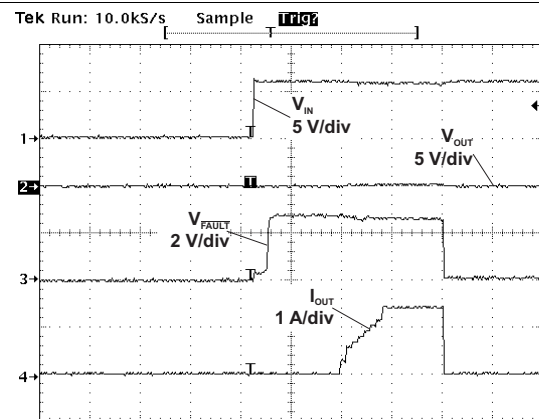 Tek Run: 10.0kS/s Sample Trig?
[ T ]
V_IN
5 V/div
T
1→
V_OUT
5 V/div
T
2→
V_FAULT
2 V/div
T
3→
I_OUT
1 A/div
T
4→